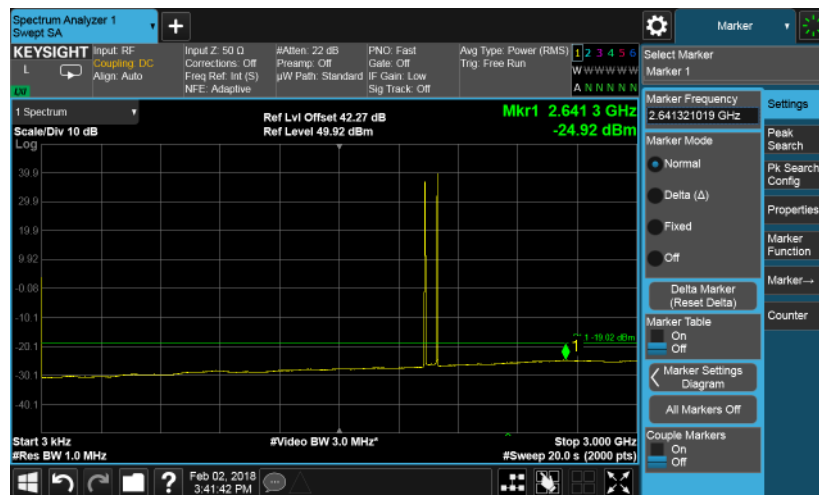 Spectrum Analyzer 1
Swept SA
Marker
KEYSIGHT
L
LXI
Input: RF
Coupling: DC
Align: Auto
Input Z: 50 Ω
Corrections: Off
Freq Ref: Int (S)
NFE: Adaptive
#Atten: 22 dB
Preamp: Off
µW Path: Standard
PNO: Fast
Gate: Off
IF Gain: Low
Sig Track: Off
Avg Type: Power (RMS)
Trig: Free Run
1 2 3 4 5 6
W W W W W W
A N N N N N
Select Marker
Marker 1
1 Spectrum
Scale/Div 10 dB
Log
Ref Lvl Offset 42.27 dB
Ref Level 49.92 dBm
Mkr1 2.641 3 GHz
-24.92 dBm
39.9
29.9
19.9
9.92
-0.08
-10.1
-20.1
-30.1
-40.1
1 -19.02 dBm
1
Start 3 kHz
#Res BW 1.0 MHz
#Video BW 3.0 MHz*
Stop 3.000 GHz
#Sweep 20.0 s (2000 pts)
Marker Frequency
2.641321019 GHz
Marker Mode
Normal
Delta (Δ)
Fixed
Off
Delta Marker
(Reset Delta)
Marker Table
On
Off
Marker Settings
Diagram
All Markers Off
Couple Markers
On
Off
Settings
Peak
Search
Pk Search
Config
Properties
Marker
Function
Marker→
Counter
?
Feb 02, 2018
3:41:42 PM